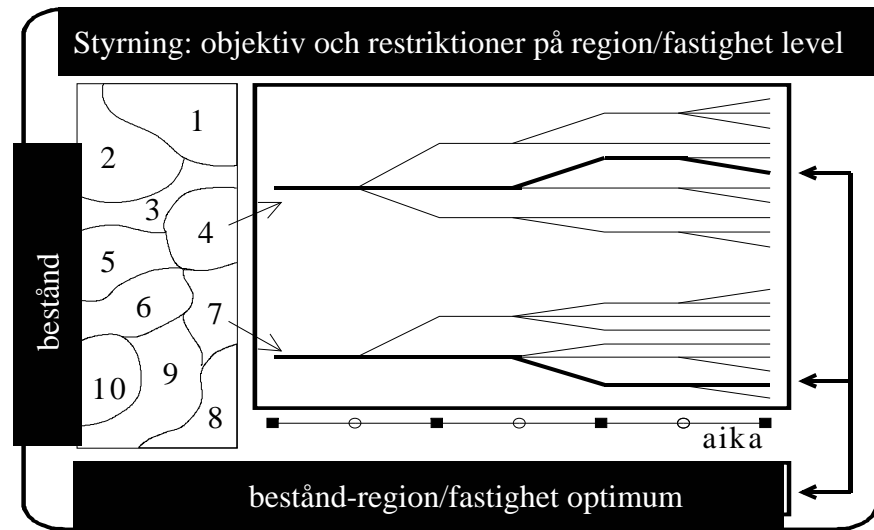 Styrning: objektiv och restriktioner på region/fastighet level
bestånd
1
2
3
4
5
6
7
10
9
8
aika
bestånd-region/fastighet optimum